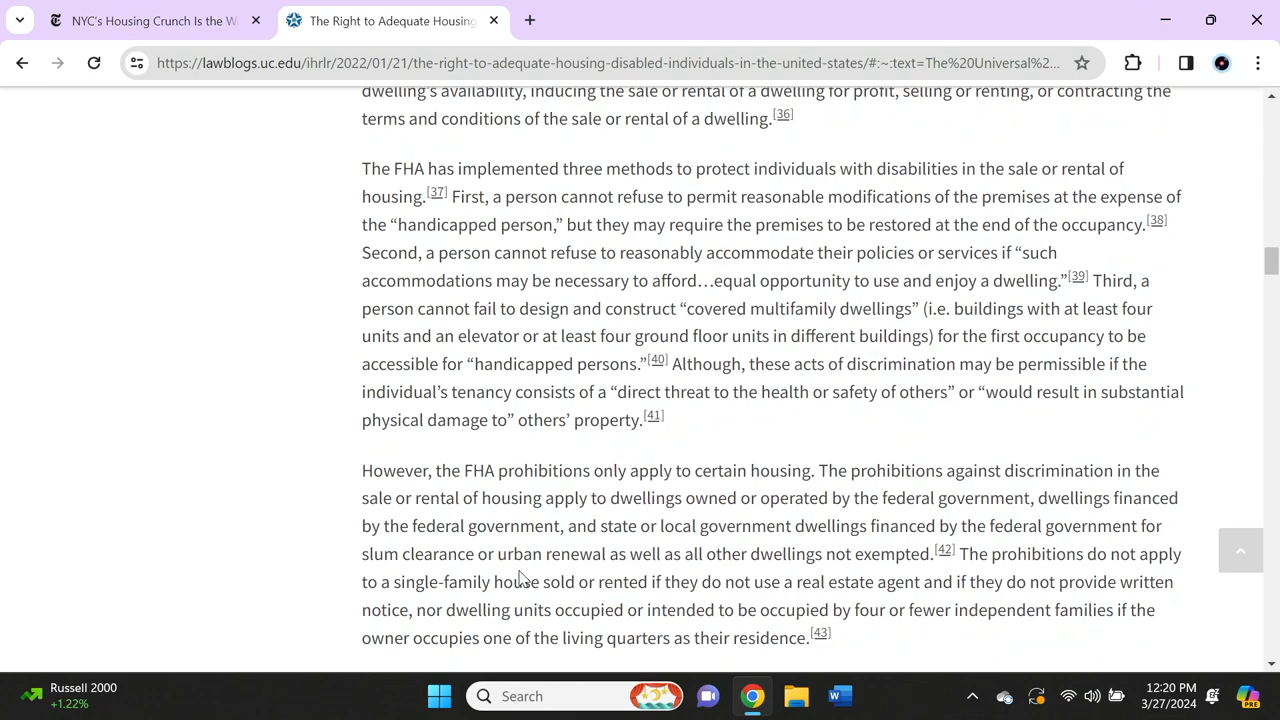 NYC's Housing Crunch Is the W
The Right to Adequate Housing
https://lawblogs.uc.edu/ihrlr/2022/01/21/the-right-to-adequate-housing-disabled-individuals-in-the-united-states/#:~:text=The%20Universal%2...
dwelling's availability, inducing the sale or rental of a dwelling for profit, selling or renting, or contracting the
terms and conditions of the sale or rental of a dwelling.[36]
The FHA has implemented three methods to protect individuals with disabilities in the sale or rental of
housing.[37] First, a person cannot refuse to permit reasonable modifications of the premises at the expense of
the “handicapped person,” but they may require the premises to be restored at the end of the occupancy.[38]
Second, a person cannot refuse to reasonably accommodate their policies or services if “such
accommodations may be necessary to afford…equal opportunity to use and enjoy a dwelling.”[39] Third, a
person cannot fail to design and construct “covered multifamily dwellings” (i.e. buildings with at least four
units and an elevator or at least four ground floor units in different buildings) for the first occupancy to be
accessible for “handicapped persons.”[40] Although, these acts of discrimination may be permissible if the
individual’s tenancy consists of a “direct threat to the health or safety of others” or “would result in substantial
physical damage to” others’ property.[41]
However, the FHA prohibitions only apply to certain housing. The prohibitions against discrimination in the
sale or rental of housing apply to dwellings owned or operated by the federal government, dwellings financed
by the federal government, and state or local government dwellings financed by the federal government for
slum clearance or urban renewal as well as all other dwellings not exempted.[42] The prohibitions do not apply
to a single-family house sold or rented if they do not use a real estate agent and if they do not provide written
notice, nor dwelling units occupied or intended to be occupied by four or fewer independent families if the
owner occupies one of the living quarters as their residence.[43]
Russell 2000
+1.22%
Search
12:20 PM
3/27/2024
PRE